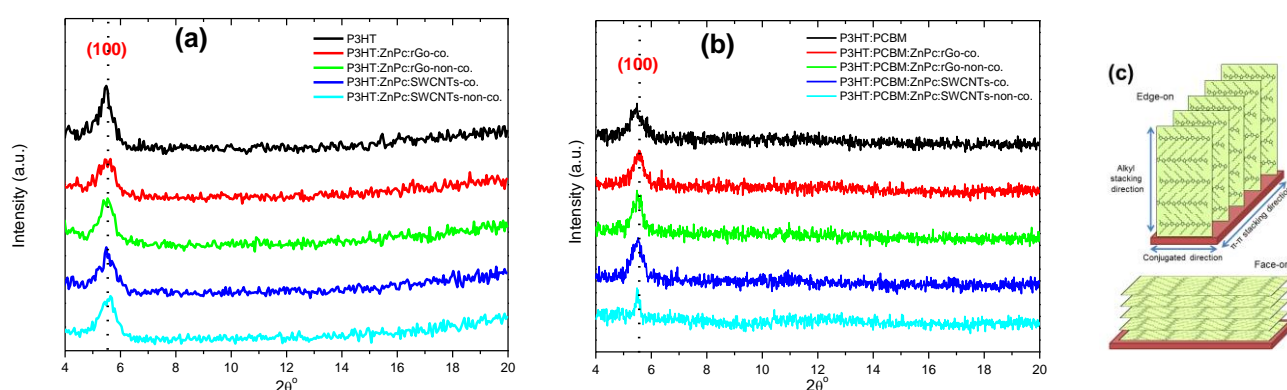 (a)
(100)
P3HT
P3HT:ZnPc:rGo-co.
P3HT:ZnPc:rGo-non-co.
P3HT:ZnPc:SWCNTs-co.
P3HT:ZnPc:SWCNTs-non-co.
Intensity (a.u.)
4 6 8 10 12 14 16 18 20
2θ°
(b)
(100)
P3HT:PCBM
P3HT:PCBM:ZnPc:rGo-co.
P3HT:PCBM:ZnPc:rGo-non-co.
P3HT:PCBM:ZnPc:SWCNTs-co.
P3HT:PCBM:ZnPc:SWCNTs-non-co.
Intensity (a.u.)
4 6 8 10 12 14 16 18 20
2θ°
(c)
Edge-on
Alkyl
stacking
direction
π-π stacking direction
Conjugated direction
Face-on